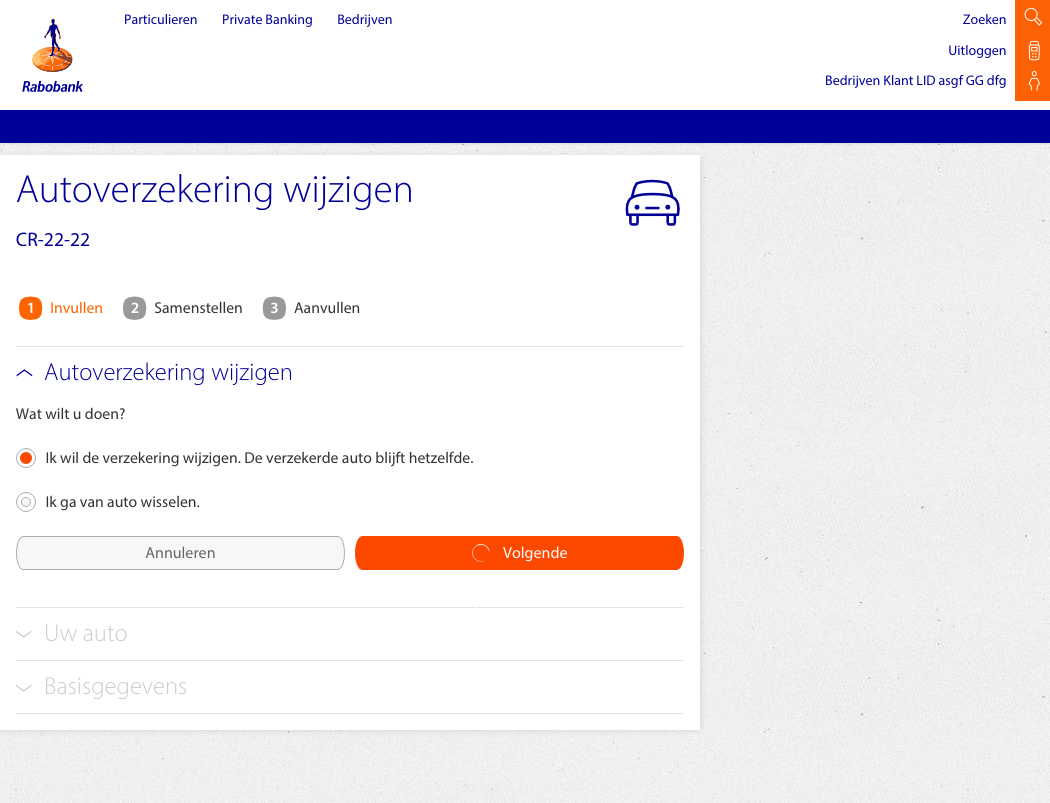 Particulieren Private Banking Bedrijven
Zoeken
Uitloggen
Bedrijven Klant LID asgf GG dfg
Rabobank
Autoverzekering wijzigen
CR-22-22
1 Invullen 2 Samenstellen 3 Aanvullen
Autoverzekering wijzigen
Wat wilt u doen?
Ik wil de verzekering wijzigen. De verzekerde auto blijft hetzelfde.
Ik ga van auto wisselen.
Annuleren Volgende
Uw auto
Basisgegevens